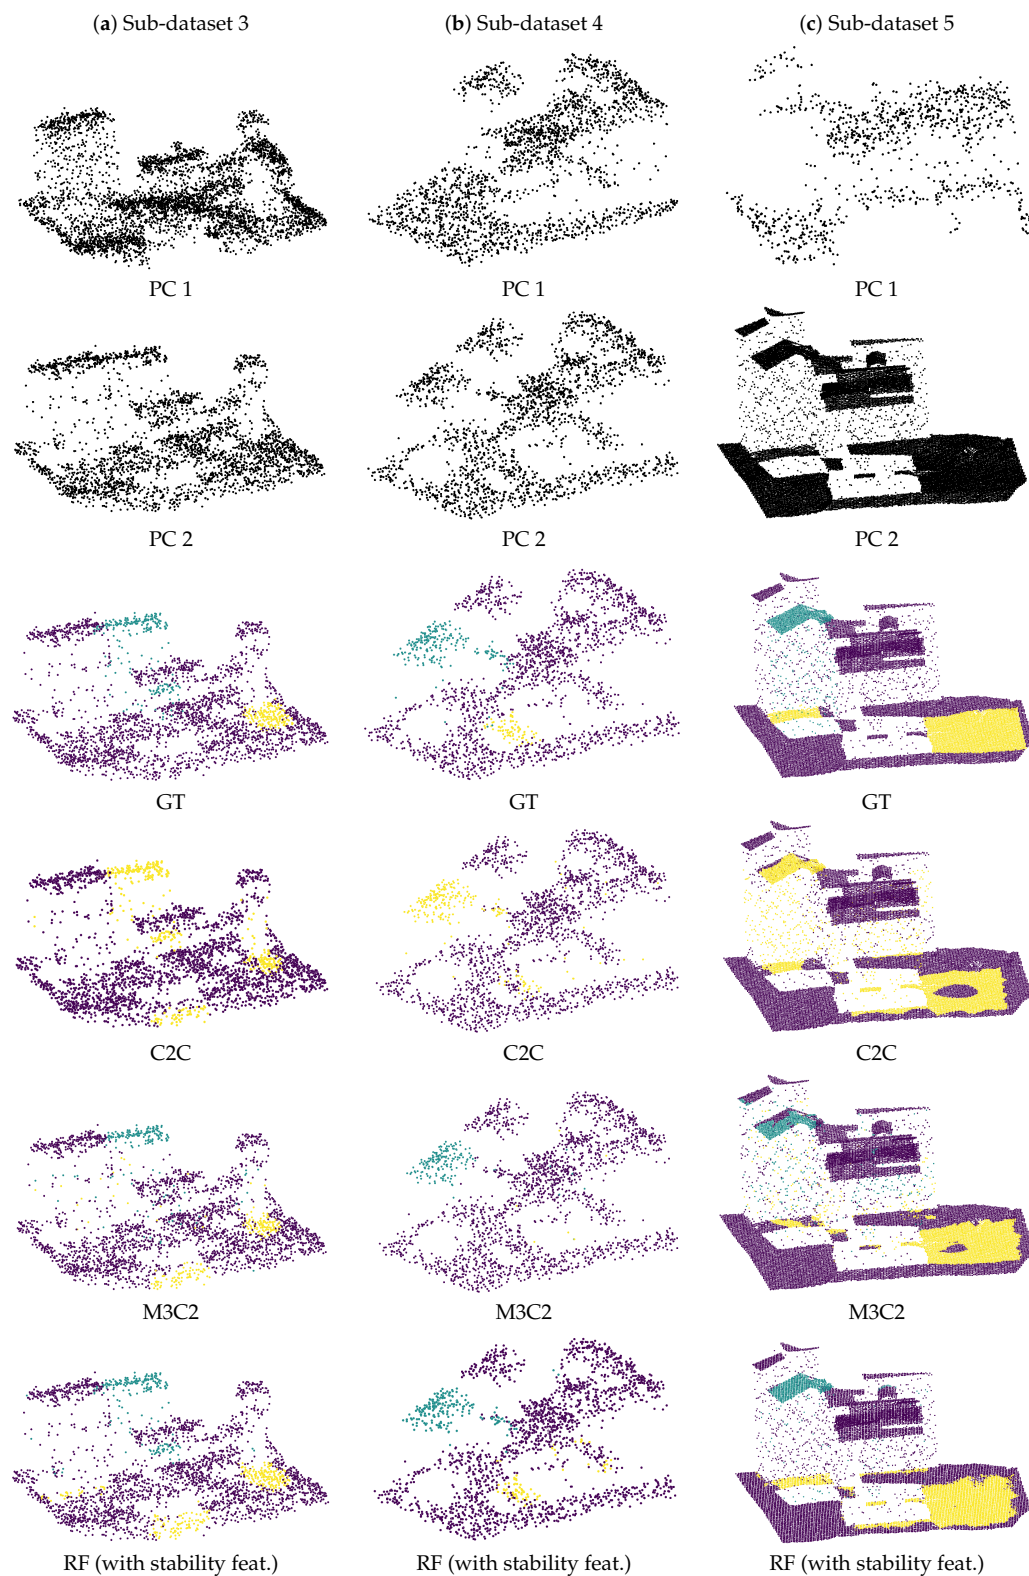 (a) Sub-dataset 3 (b) Sub-dataset 4 (c) Sub-dataset 5
PC 1 PC 1 PC 1
PC 2 PC 2 PC 2
GT GT GT
C2C C2C C2C
M3C2 M3C2 M3C2
RF (with stability feat.) RF (with stability feat.) RF (with stability feat.)